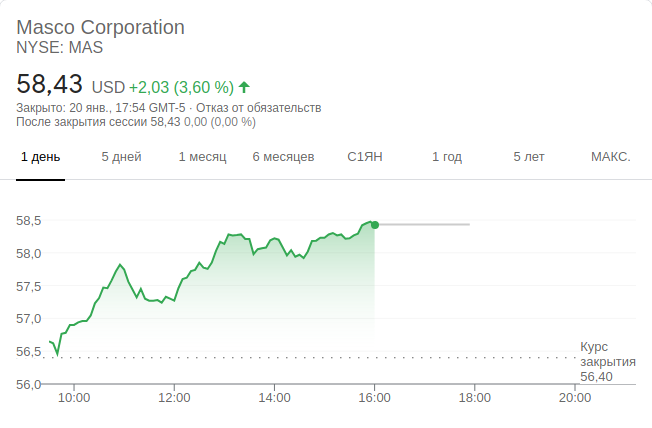 Masco Corporation
NYSE: MAS
58,43 USD +2,03 (3,60 %)
Закрыто: 20 янв., 17:54 GMT-5 · Отказ от обязательств
После закрытия сессии 58,43 0,00 (0,00 %)
1 день 5 дней 1 месяц 6 месяцев С1ЯН 1 год 5 лет МАКС.
58,5
58,0
57,5
57,0
56,5
56,0
Курс
закрытия
56,40
10:00 12:00 14:00 16:00 18:00 20:00